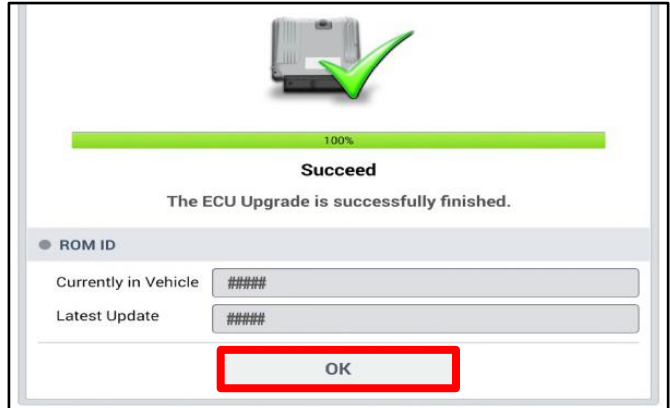 100%
Succeed
The ECU Upgrade is successfully finished.
ROM ID
Currently in Vehicle #####
Latest Update #####
OK